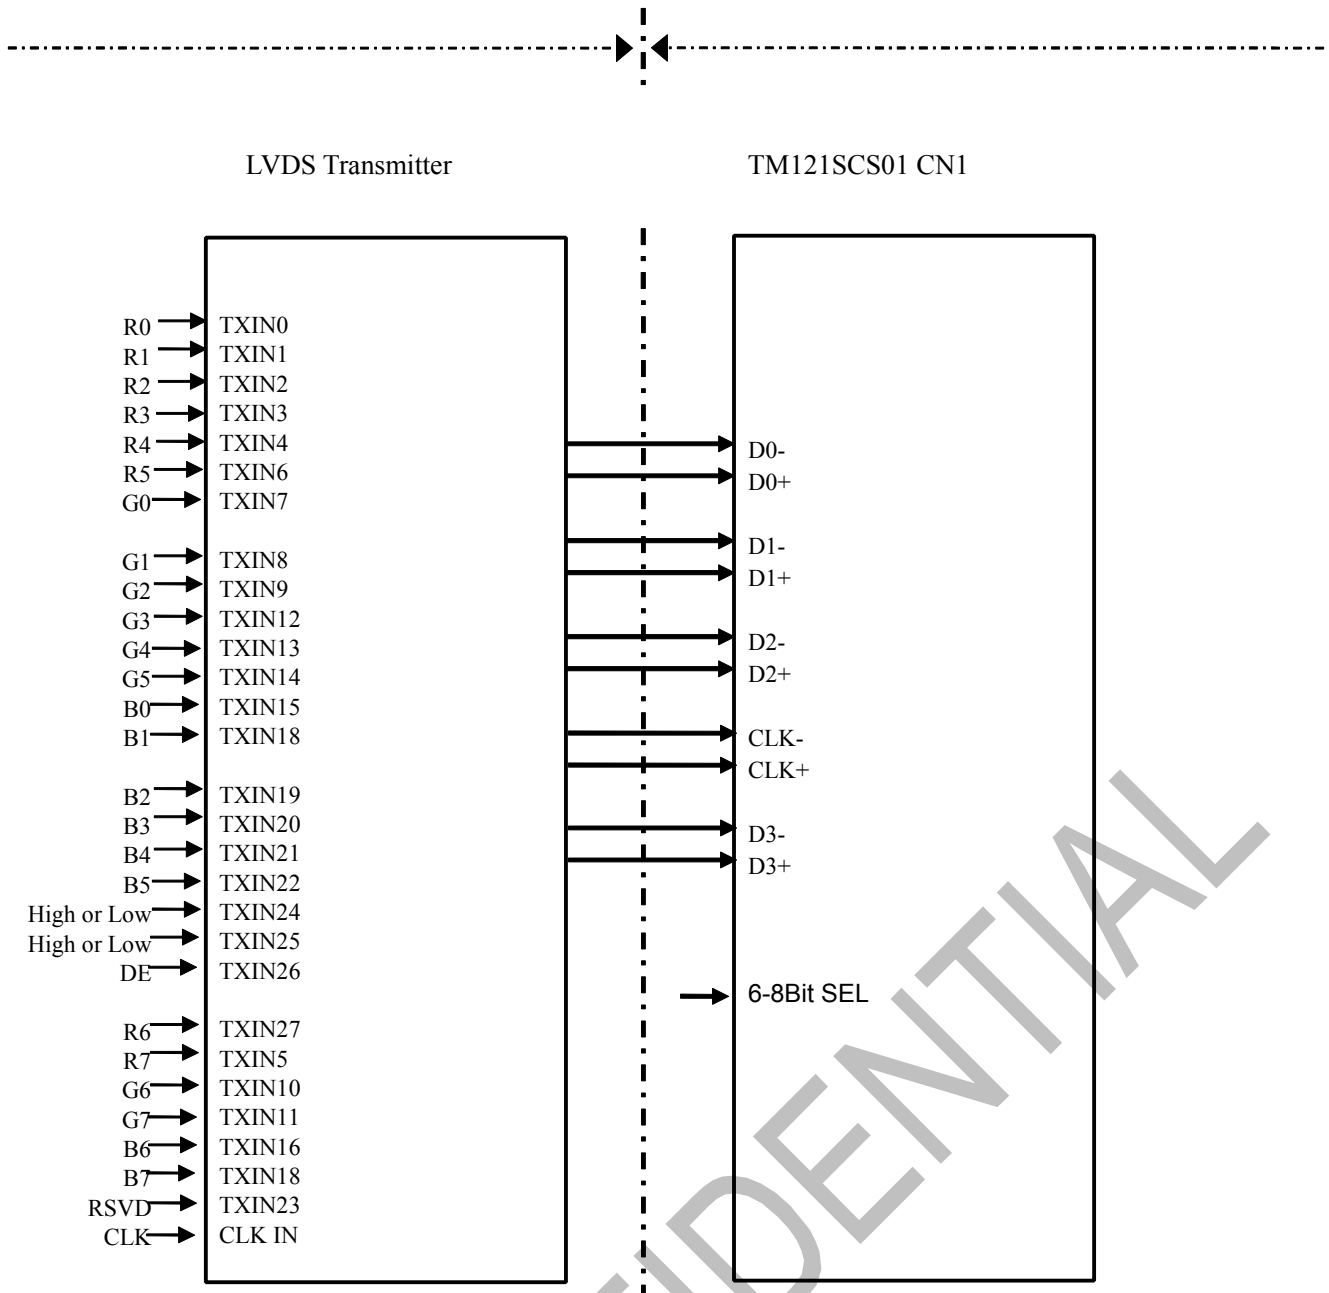 LVDS Transmitter
TM121SCS01 CN1
R0 TXIN0
R1 TXIN1
R2 TXIN2
R3 TXIN3
R4 TXIN4
R5 TXIN6
G0 TXIN7
G1 TXIN8
G2 TXIN9
G3 TXIN12
G4 TXIN13
G5 TXIN14
B0 TXIN15
B1 TXIN18
B2 TXIN19
B3 TXIN20
B4 TXIN21
B5 TXIN22
High or Low TXIN24
High or Low TXIN25
DE TXIN26
R6 TXIN27
R7 TXIN5
G6 TXIN10
G7 TXIN11
B6 TXIN16
B7 TXIN18
RSVD TXIN23
CLK CLK IN
D0-
D0+
D1-
D1+
D2-
D2+
CLK-
CLK+
D3-
D3+
6-8Bit SEL
FIDENTIAL